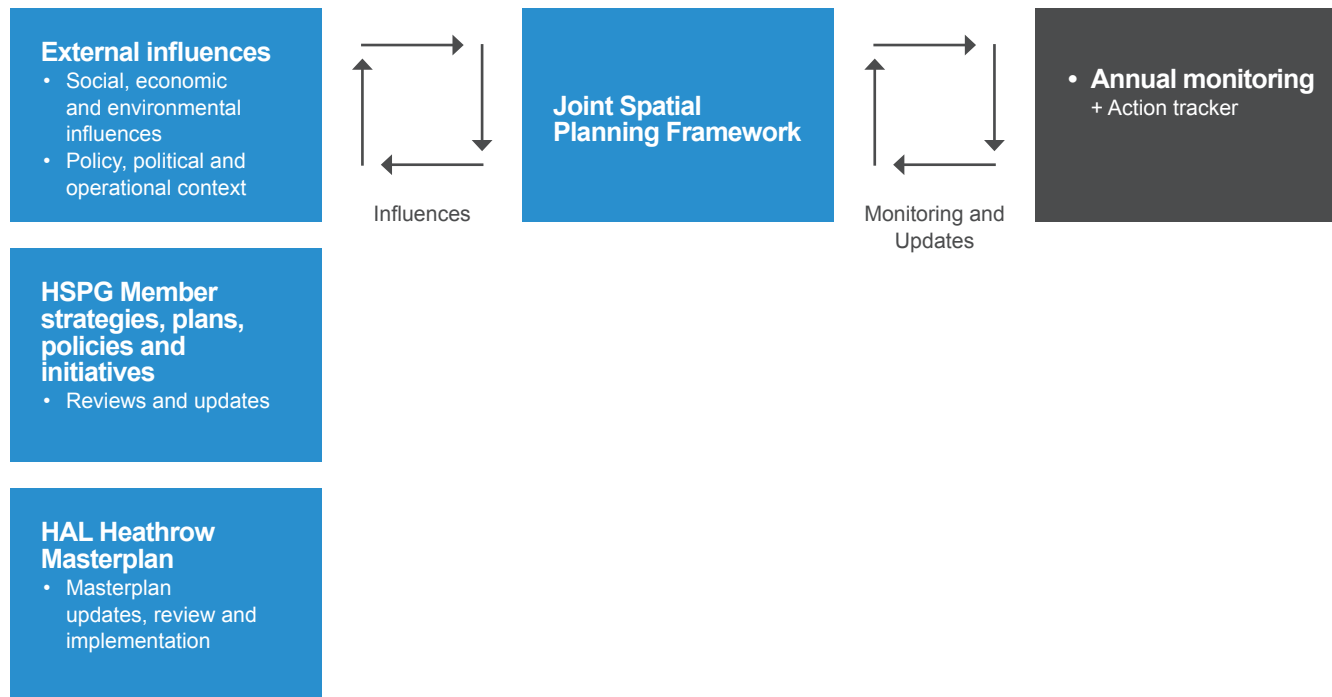 External influences
• Social, economic
and environmental
influences
• Policy, political and
operational context
Influences
Joint Spatial
Planning Framework
Monitoring and
Updates
• Annual monitoring
+ Action tracker
HSPG Member
strategies, plans,
policies and
initiatives
• Reviews and updates
HAL Heathrow
Masterplan
• Masterplan
updates, review and
implementation